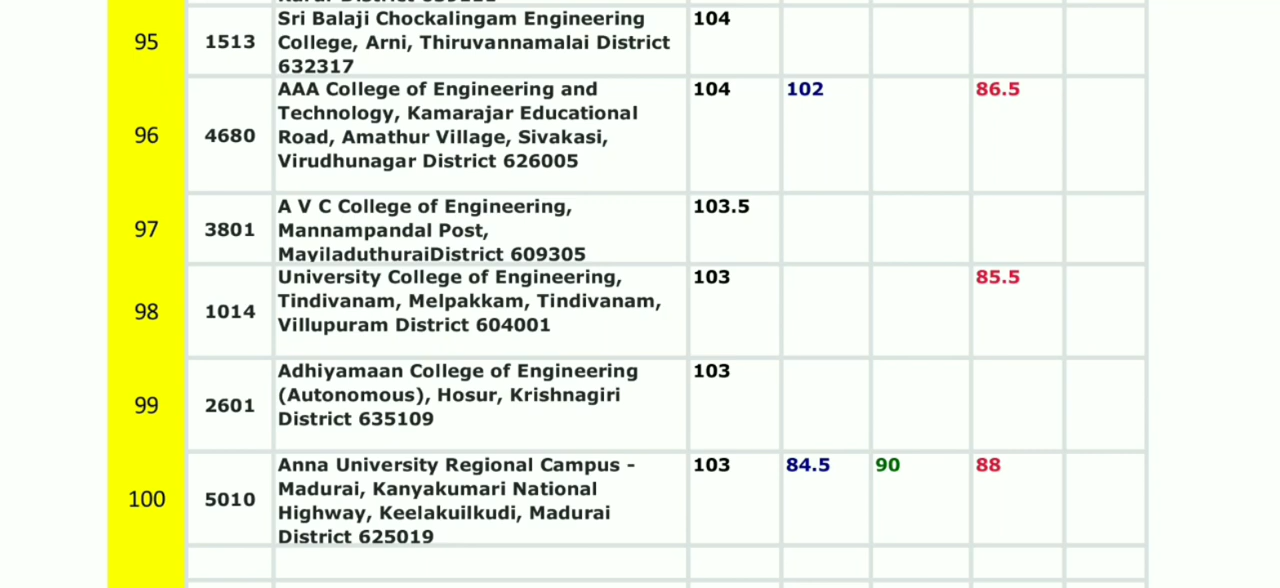 Sri Balaji Chockalingam Engineering 104
95 1513 College, Arni, Thiruvannamalai District
632317
AAA College of Engineering and 104 102 86.5
Technology, Kamarajar Educational
96 4680 Road, Amathur Village, Sivakasi,
Virudhunagar District 626005
A V C College of Engineering, 103.5
97 3801 Mannampandal Post,
MayiladuthuraiDistrict 609305
University College of Engineering, 103 85.5
98 1014 Tindivanam, Melpakkam, Tindivanam,
Villupuram District 604001
Adhiyamaan College of Engineering 103
99 2601 (Autonomous), Hosur, Krishnagiri
District 635109
Anna University Regional Campus - 103 84.5 90 88
Madurai, Kanyakumari National
100 5010 Highway, Keelakuilkudi, Madurai
District 625019